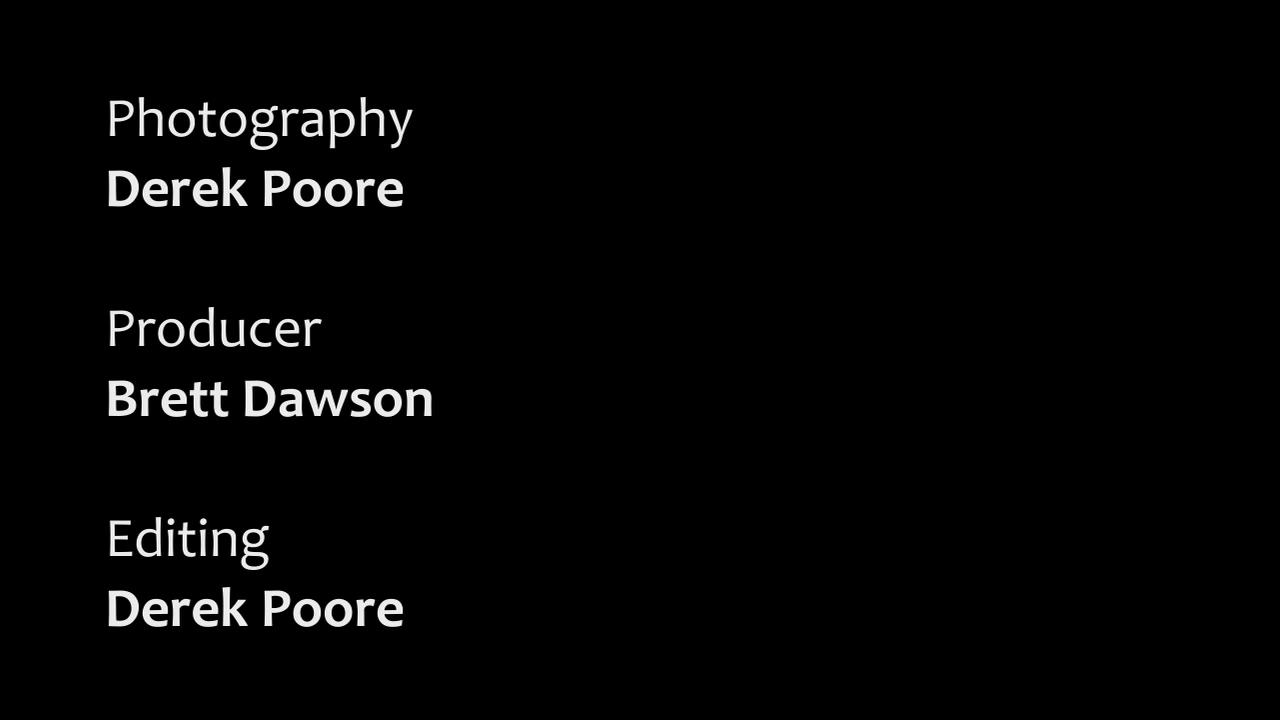 Photography
Derek Poore
Producer
Brett Dawson
Editing
Derek Poore